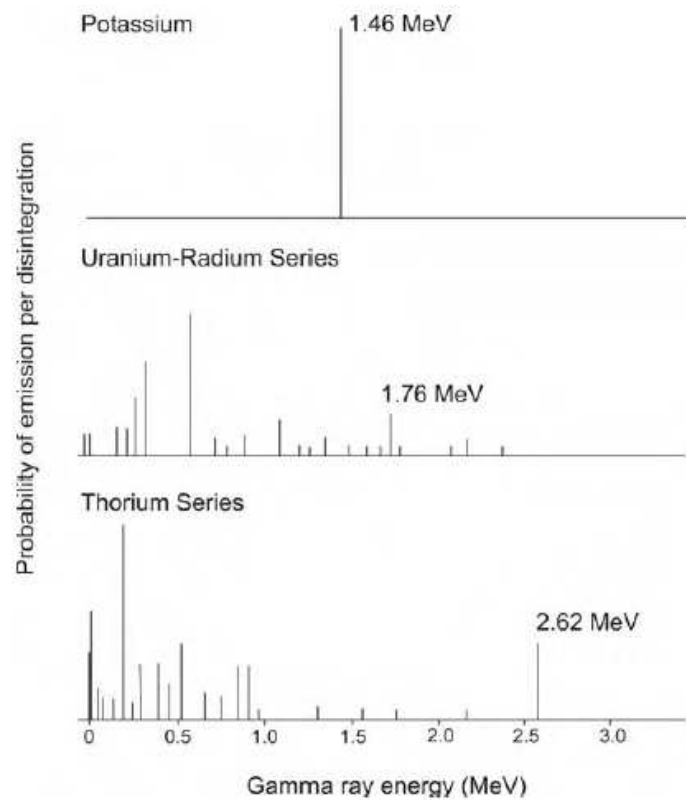 Potassium
1.46 MeV
Uranium-Radium Series
1.76 MeV
Thorium Series
2.62 MeV
Probability of emission per disintegration
0 0.5 1.0 1.5 2.0 2.5 3.0
Gamma ray energy (MeV)